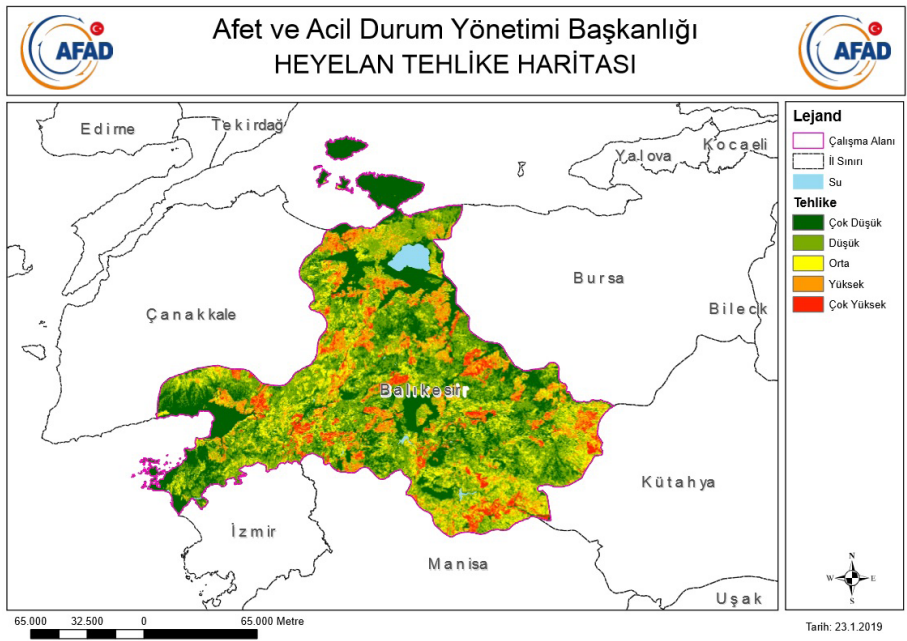 Afet ve Acil Durum Yönetimi Başkanlığı
HEYELAN TEHLİKE HARİTASI
AFAD
AFAD
Edirne
Tekirdağ
Yalova
Kocaeli
Bursa
Bileck
Çanakkale
Balıkesir
Kütahya
İzmir
Manisa
Uşak
Lejand
Çalışma Alanı
İl Sınırı
Su
Tehlike
Çok Düşük
Düşük
Orta
Yüksek
Çok Yüksek
N
W E
S
65.000 32.500 0 65.000 Metre
Tarih: 23.1.2019